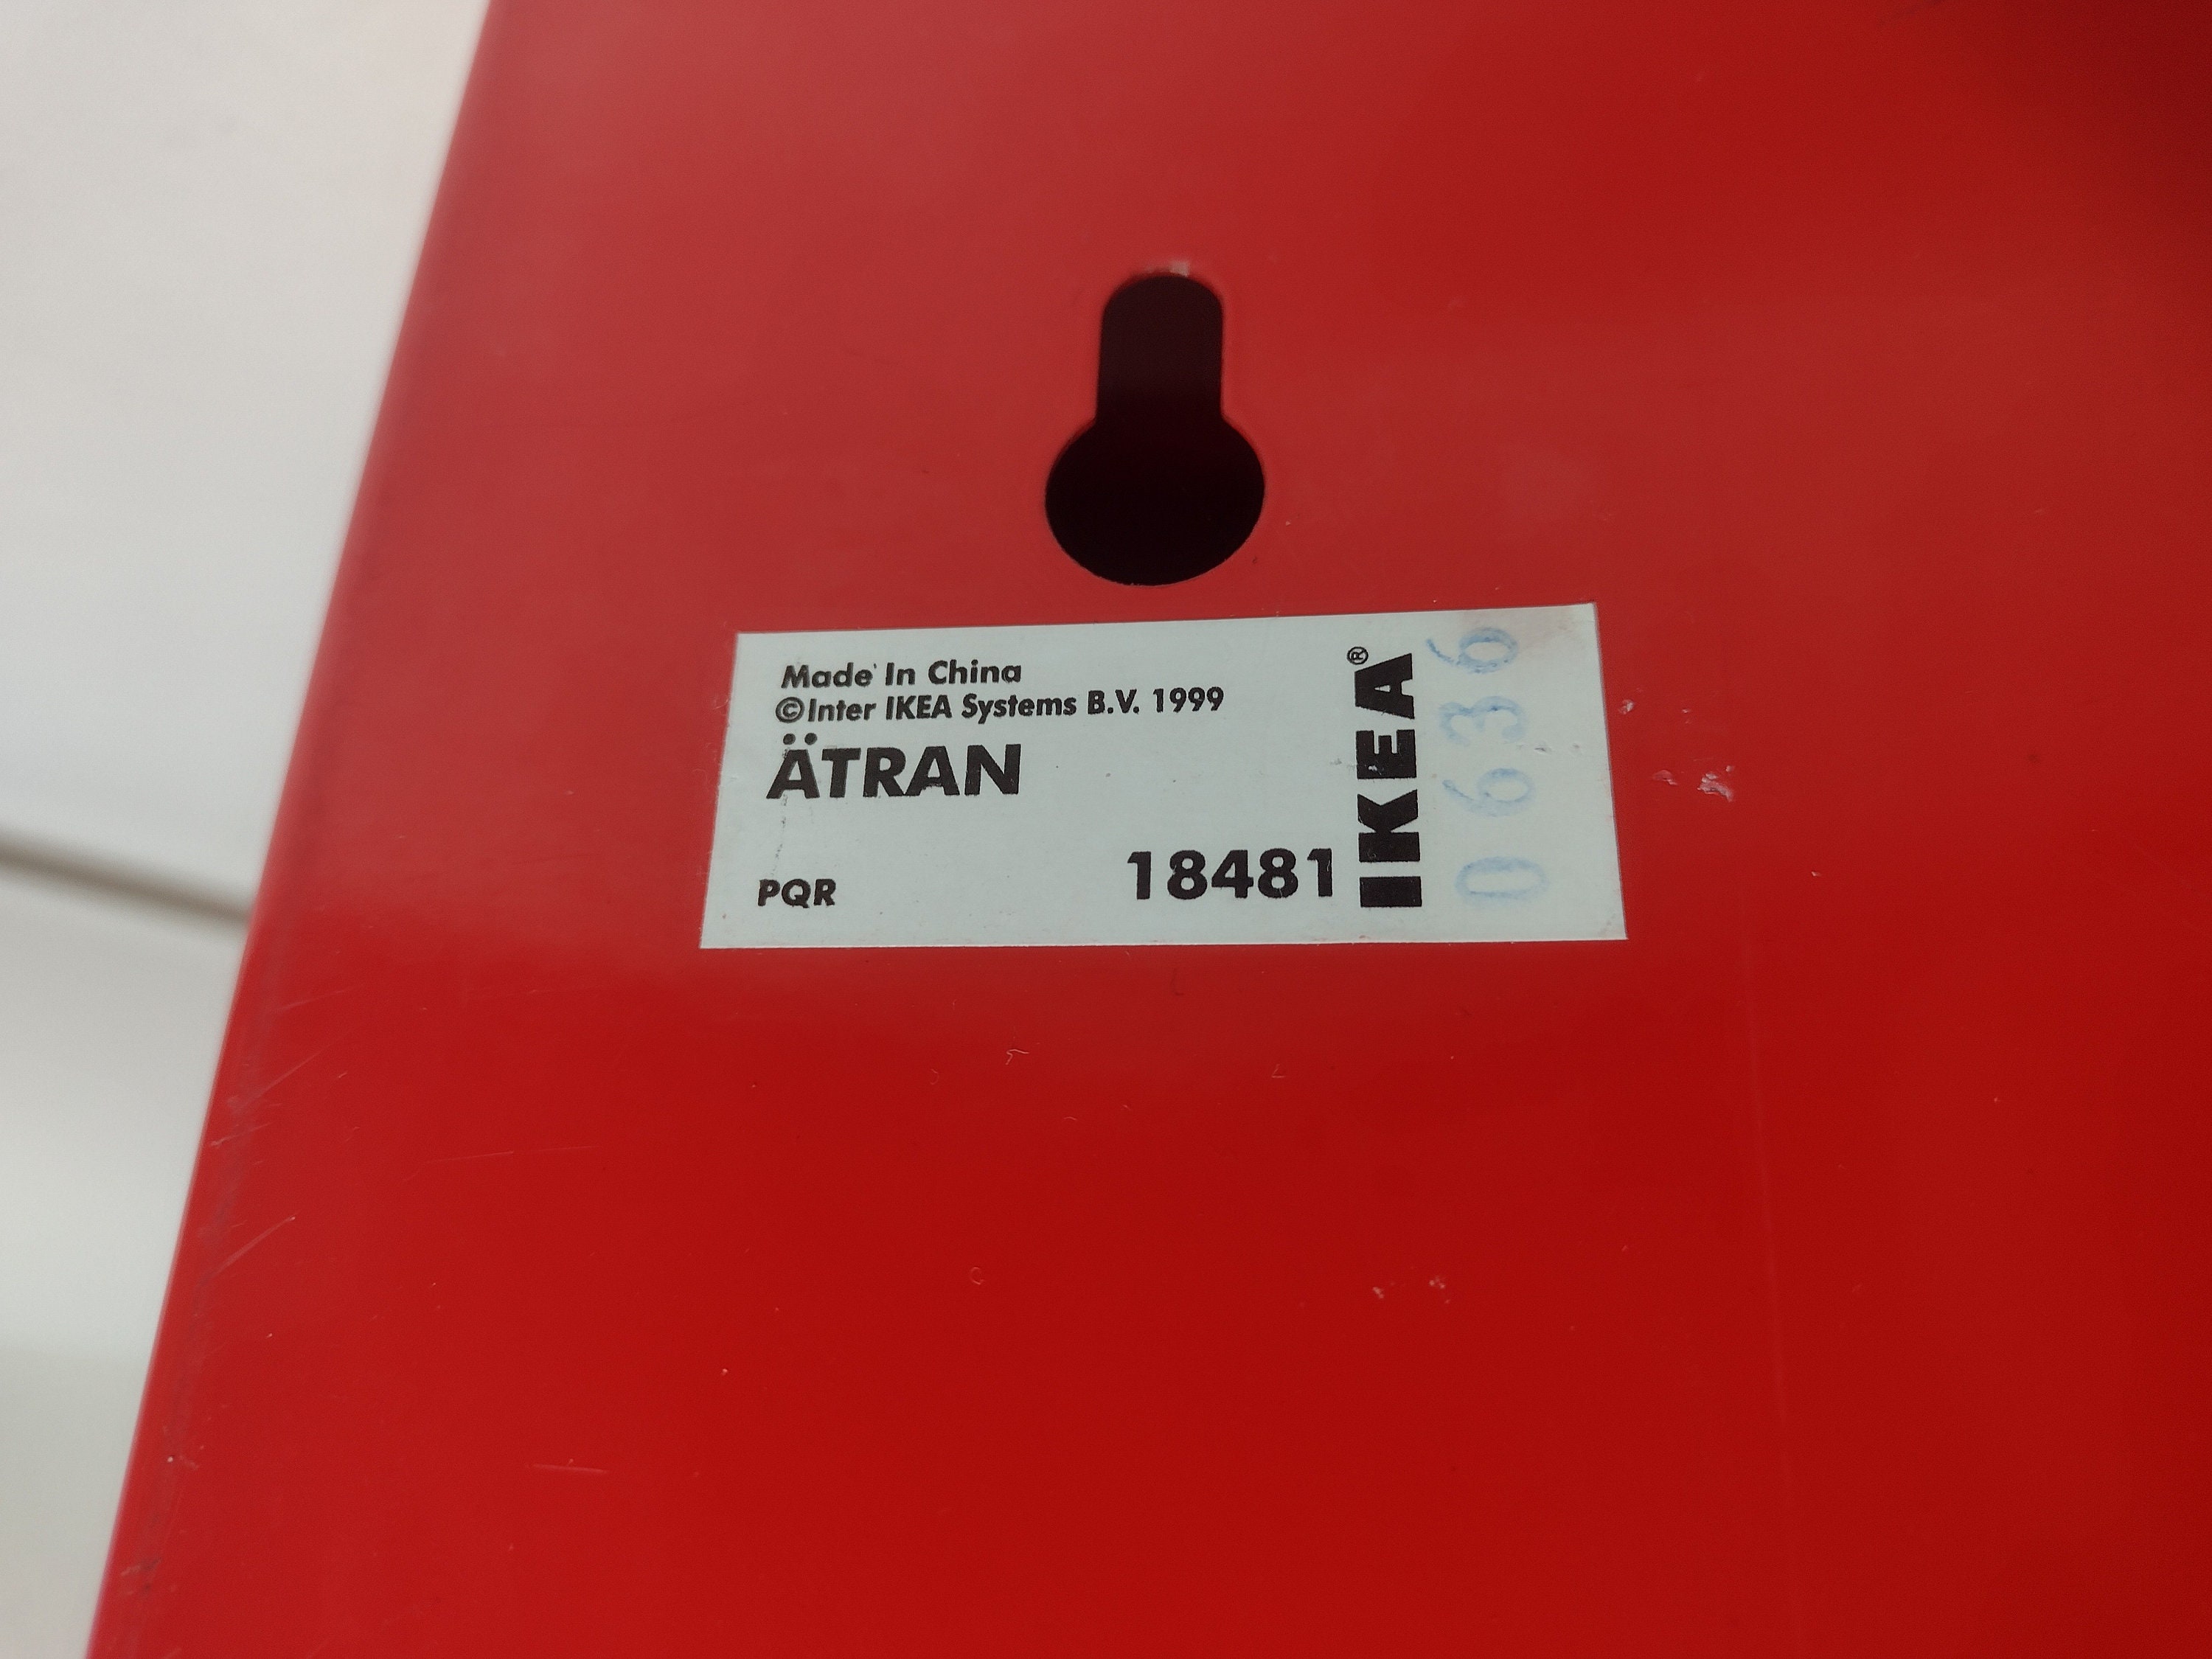 Made In China
©Inter IKEA Systems B.V. 1999
ÄTRAN
PQR
18481
IKEA®
0636